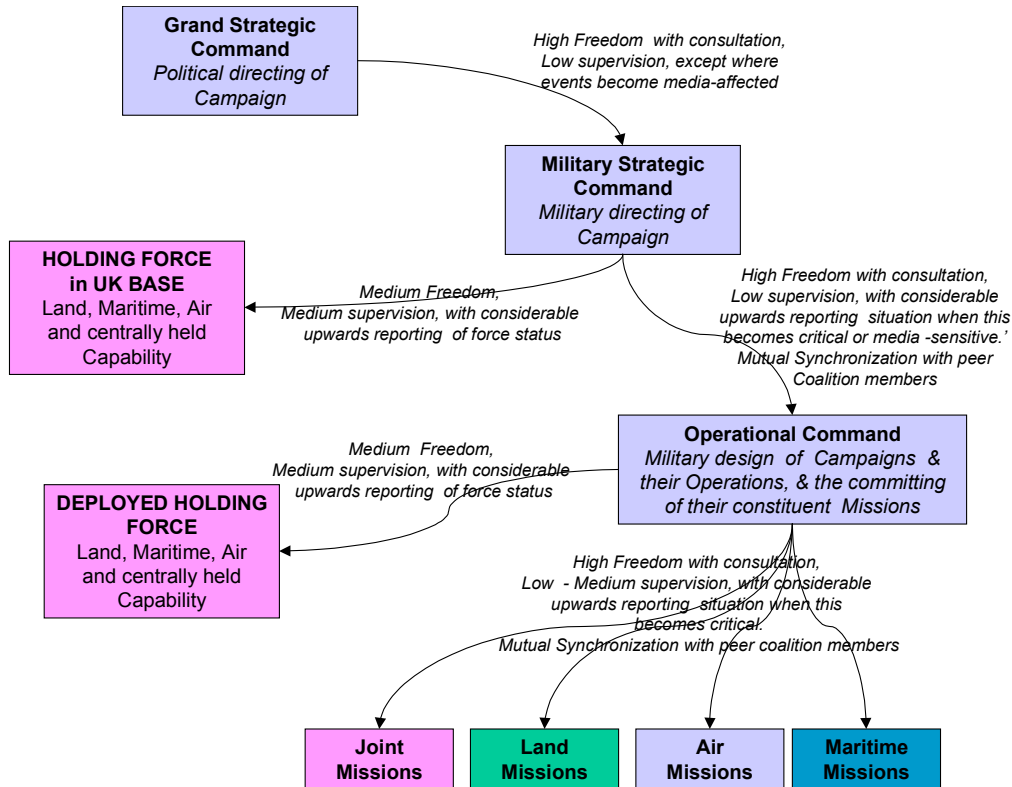 Grand Strategic
Command
Political directing of
Campaign
High Freedom with consultation,
Low supervision, except where
events become media-affected
Military Strategic
Command
Military directing of
Campaign
HOLDING FORCE
in UK BASE
Land, Maritime, Air
and centrally held
Capability
Medium Freedom,
Medium supervision, with considerable
upwards reporting of force status
High Freedom with consultation,
Low supervision, with considerable
upwards reporting situation when this
becomes critical or media -sensitive.’
Mutual Synchronization with peer
Coalition members
Operational Command
Military design of Campaigns &
their Operations, & the committing
of their constituent Missions
Medium Freedom,
Medium supervision, with considerable
upwards reporting of force status
DEPLOYED HOLDING
FORCE
Land, Maritime, Air
and centrally held
Capability
High Freedom with consultation,
Low - Medium supervision, with considerable
upwards reporting situation when this
becomes critical.
Mutual Synchronization with peer coalition members
Joint
Missions
Land
Missions
Air
Missions
Maritime
Missions